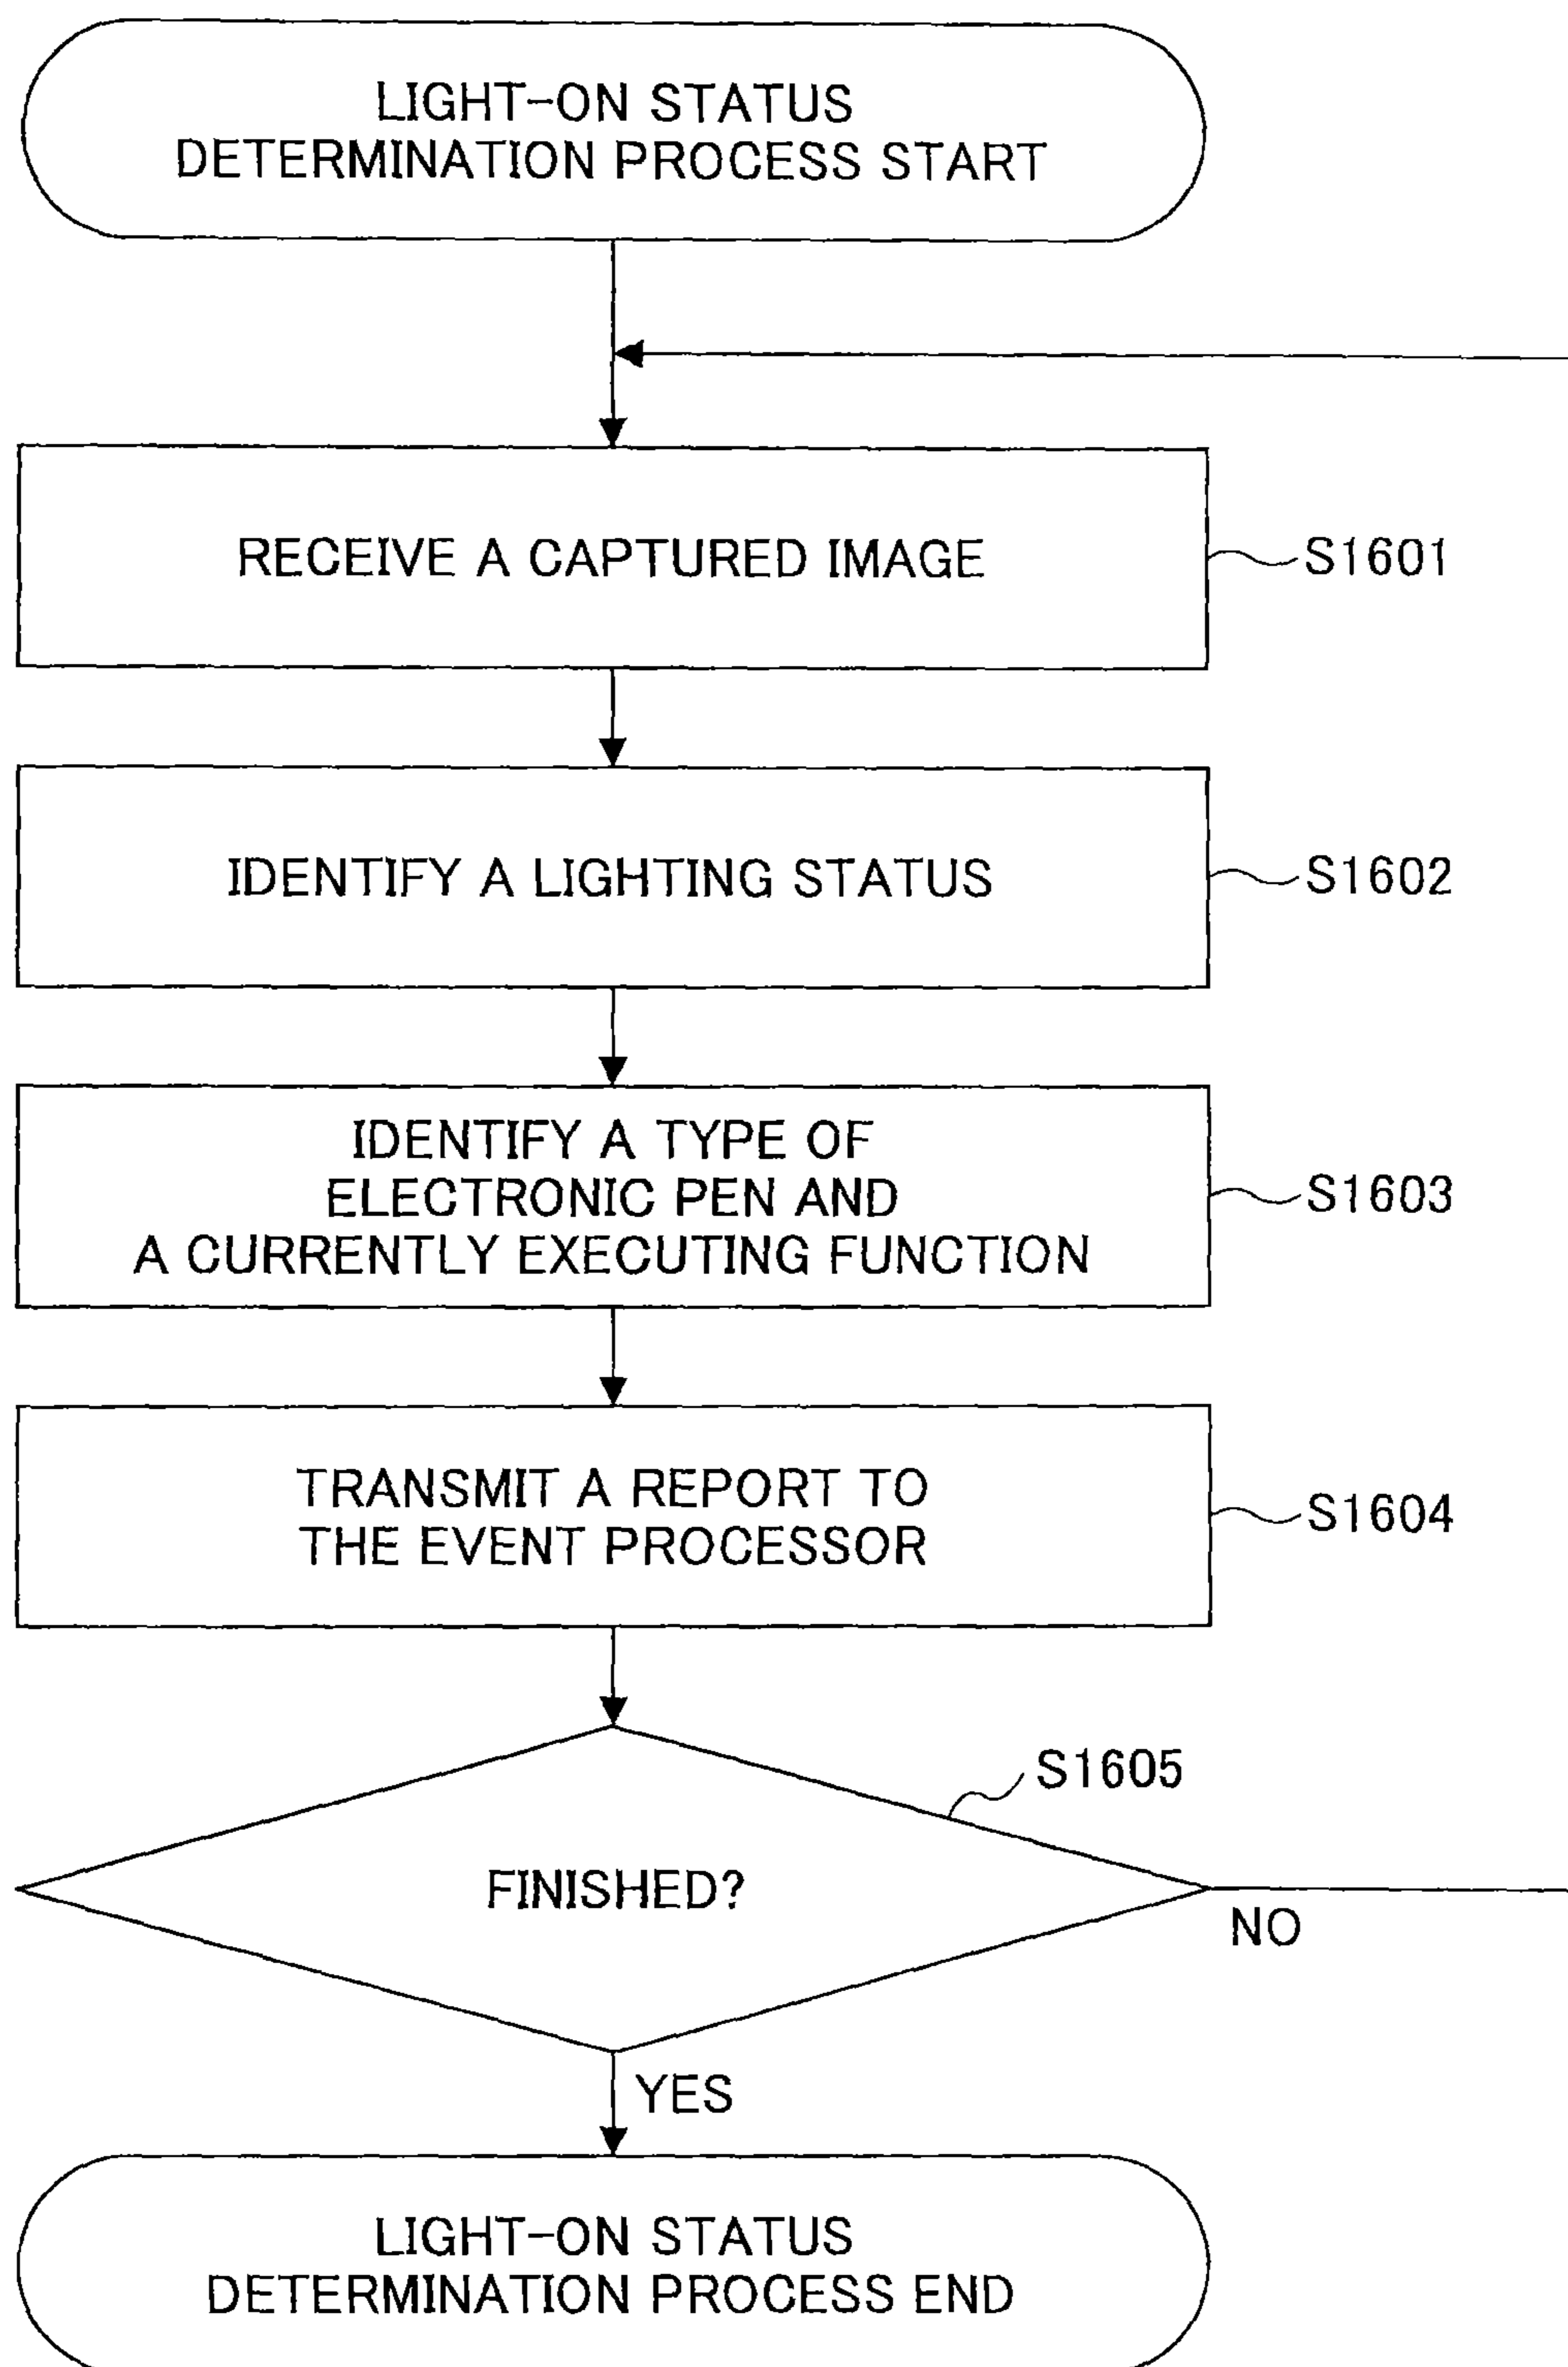 LIGHT-ON STATUS
DETERMINATION PROCESS START
RECEIVE A CAPTURED IMAGE
S1601
IDENTIFY A LIGHTING STATUS
S1602
IDENTIFY A TYPE OF
ELECTRONIC PEN AND
A CURRENTLY EXECUTING FUNCTION
S1603
TRANSMIT A REPORT TO
THE EVENT PROCESSOR
S1604
S1605
FINISHED?
NO
YES
LIGHT-ON STATUS
DETERMINATION PROCESS END